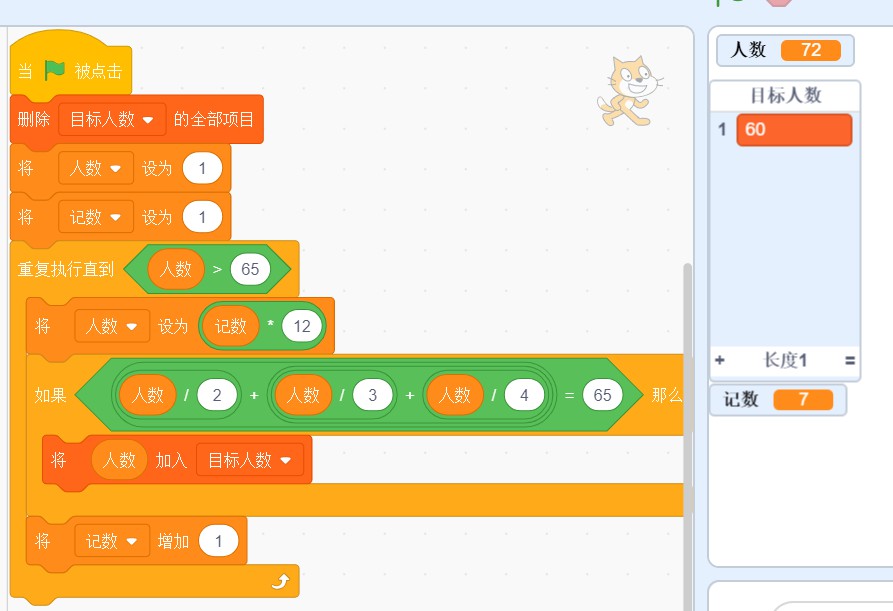 当 被点击
删除 目标人数 的全部项目
将 人数 设为 1
将 记数 设为 1
重复执行直到 人数 > 65
将 人数 设为 记数 * 12
如果 人数 / 2 + 人数 / 3 + 人数 / 4 = 65 那么
将 人数 加入 目标人数
将 记数 增加 1
人数 72
目标人数
1 60
+ 长度1 =
记数 7